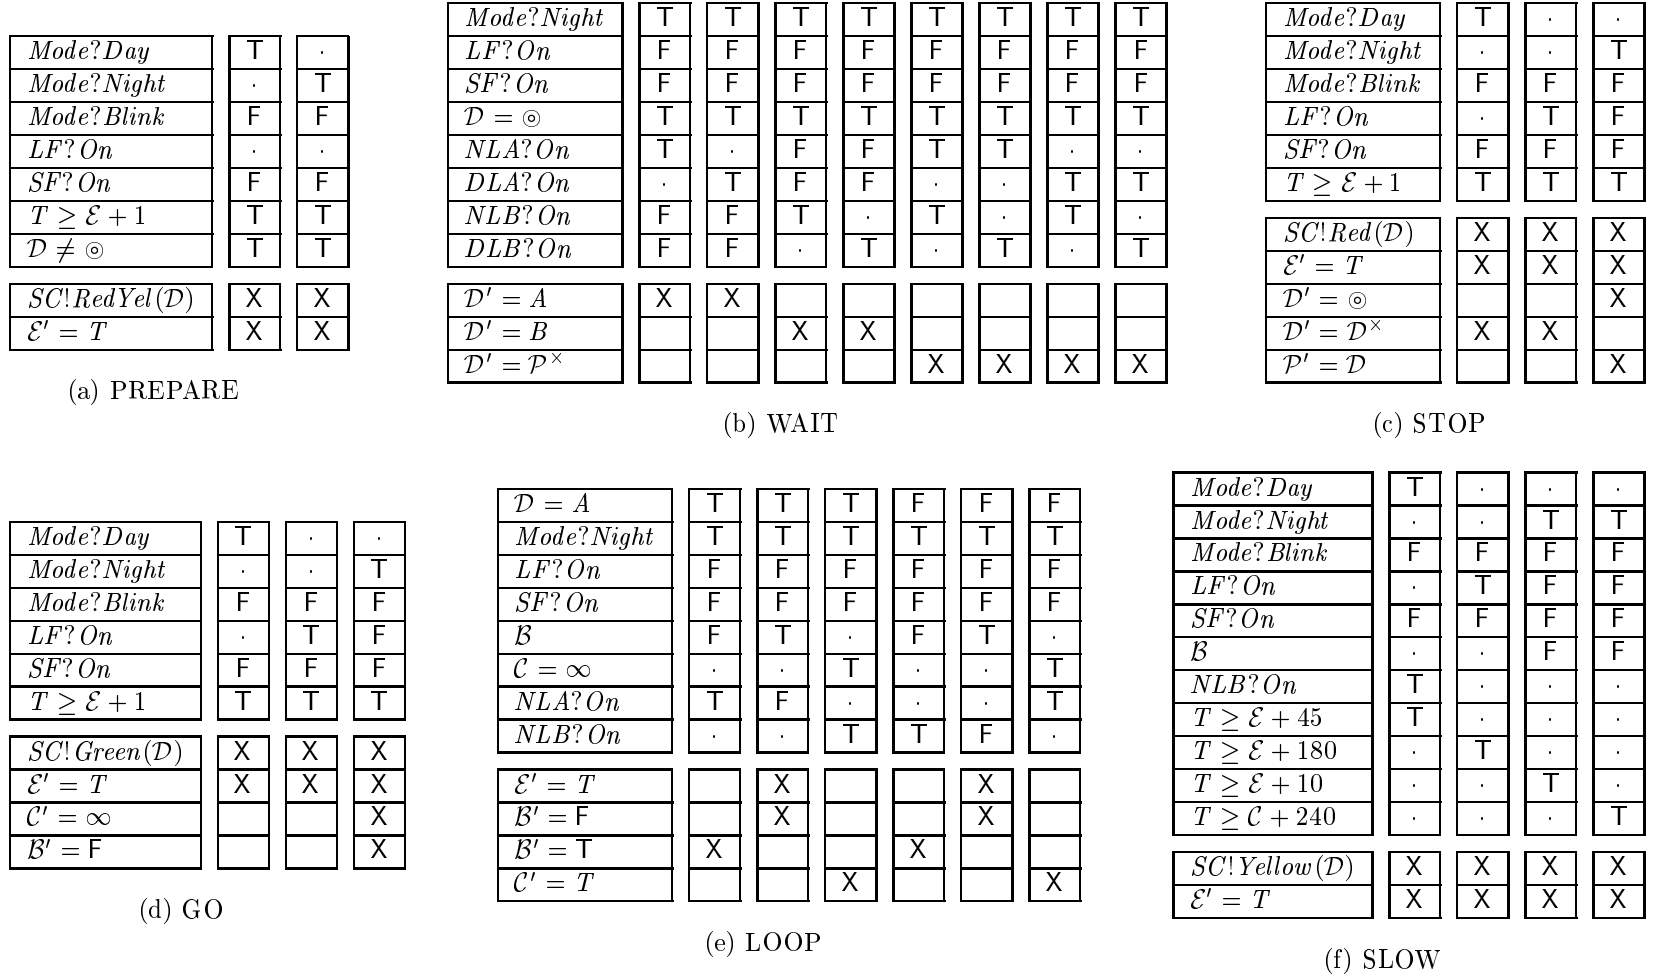 Mode?Day T ·
Mode?Night · T
Mode?Blink F F
LF?On · ·
SF?On F F
T ≥ ℰ + 1 T T
𝒟 ≠ ⊚ T T
SC!RedYel(𝒟) X X
ℰ′ = T X X
(a) PREPARE
Mode?Night T T T T T T T T
LF?On F F F F F F F F
SF?On F F F F F F F F
𝒟 = ⊚ T T T T T T T T
NLA?On T · F F T T · ·
DLA?On · T F F · · T T
NLB?On F F T · T · T ·
DLB?On F F · T · T · T
𝒟′ = A X X
𝒟′ = B X X
𝒟′ = 𝒫× X X X X
(b) WAIT
Mode?Day T · ·
Mode?Night · · T
Mode?Blink F F F
LF?On · T F
SF?On F F F
T ≥ ℰ + 1 T T T
SC!Red(𝒟) X X X
ℰ′ = T X X X
𝒟′ = ⊚ X
𝒟′ = 𝒟× X X
𝒫′ = 𝒟 X
(c) STOP
Mode?Day T · ·
Mode?Night · · T
Mode?Blink F F F
LF?On · T F
SF?On F F F
T ≥ ℰ + 1 T T T
SC!Green(𝒟) X X X
ℰ′ = T X X X
𝒞′ = ∞ X
ℬ′ = F X
(d) GO
𝒟 = A T T T F F F
Mode?Night T T T T T T
LF?On F F F F F F
SF?On F F F F F F
ℬ F T · F T ·
𝒞 = ∞ · · T · · T
NLA?On T F · · · T
NLB?On · · T T F ·
ℰ′ = T X X
ℬ′ = F X X
ℬ′ = T X X
𝒞′ = T X X
(e) LOOP
Mode?Day T · · ·
Mode?Night · · T T
Mode?Blink F F F F
LF?On · T F F
SF?On F F F F
ℬ · · F F
NLB?On T · · ·
T ≥ ℰ + 45 T · · ·
T ≥ ℰ + 180 · T · ·
T ≥ ℰ + 10 · · T ·
T ≥ 𝒞 + 240 · · · T
SC!Yellow(𝒟) X X X X
ℰ′ = T X X X X
(f) SLOW